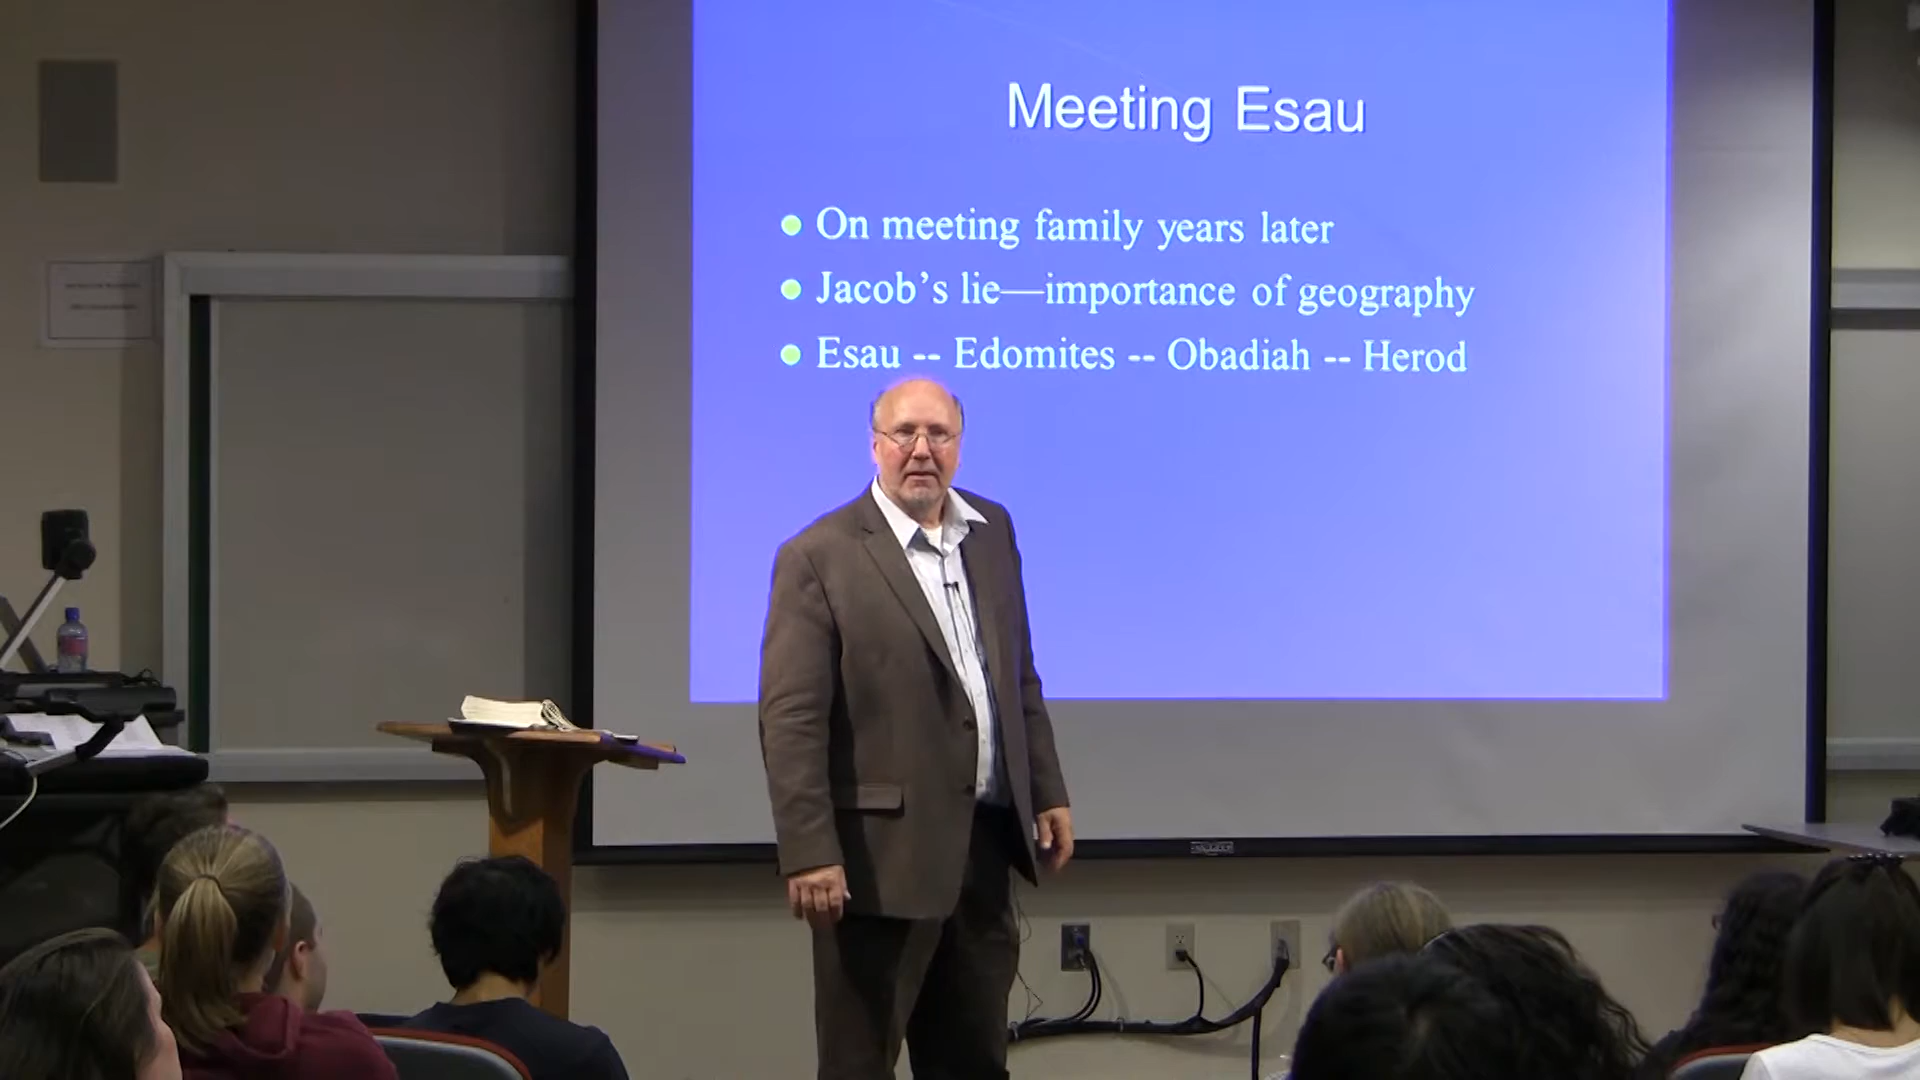 Meeting Esau
On meeting family years later
Jacob's lie—importance of geography
Esau -- Edomites -- Obadiah -- Herod